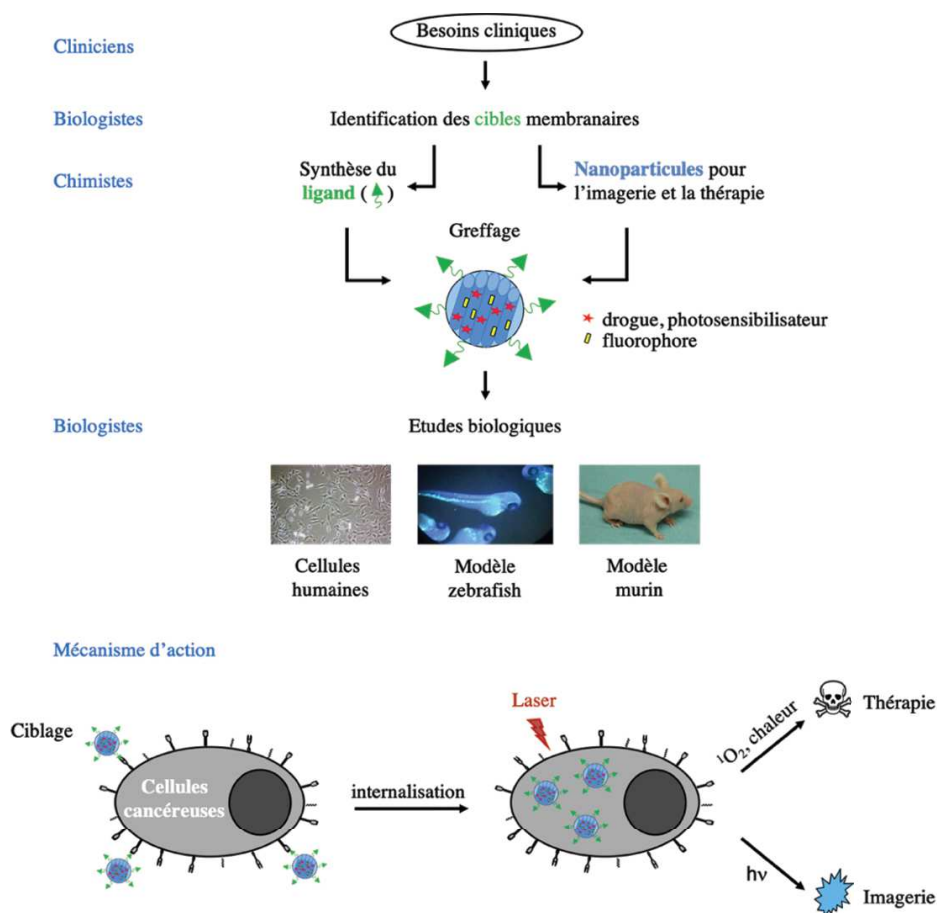 Cliniciens
Besoins cliniques
Biologistes
Identification des cibles membranaires
Chimistes
Synthèse du
ligand ( )
Nanoparticules pour
l’imagerie et la thérapie
Greffage
drogue, photosensibilisateur
fluorophore
Biologistes
Etudes biologiques
Cellules
humaines
Modèle
zebrafish
Modèle
murin
Mécanisme d’action
Ciblage
Cellules
cancéreuses
internalisation
Laser
¹O₂, chaleur
Thérapie
hν
Imagerie